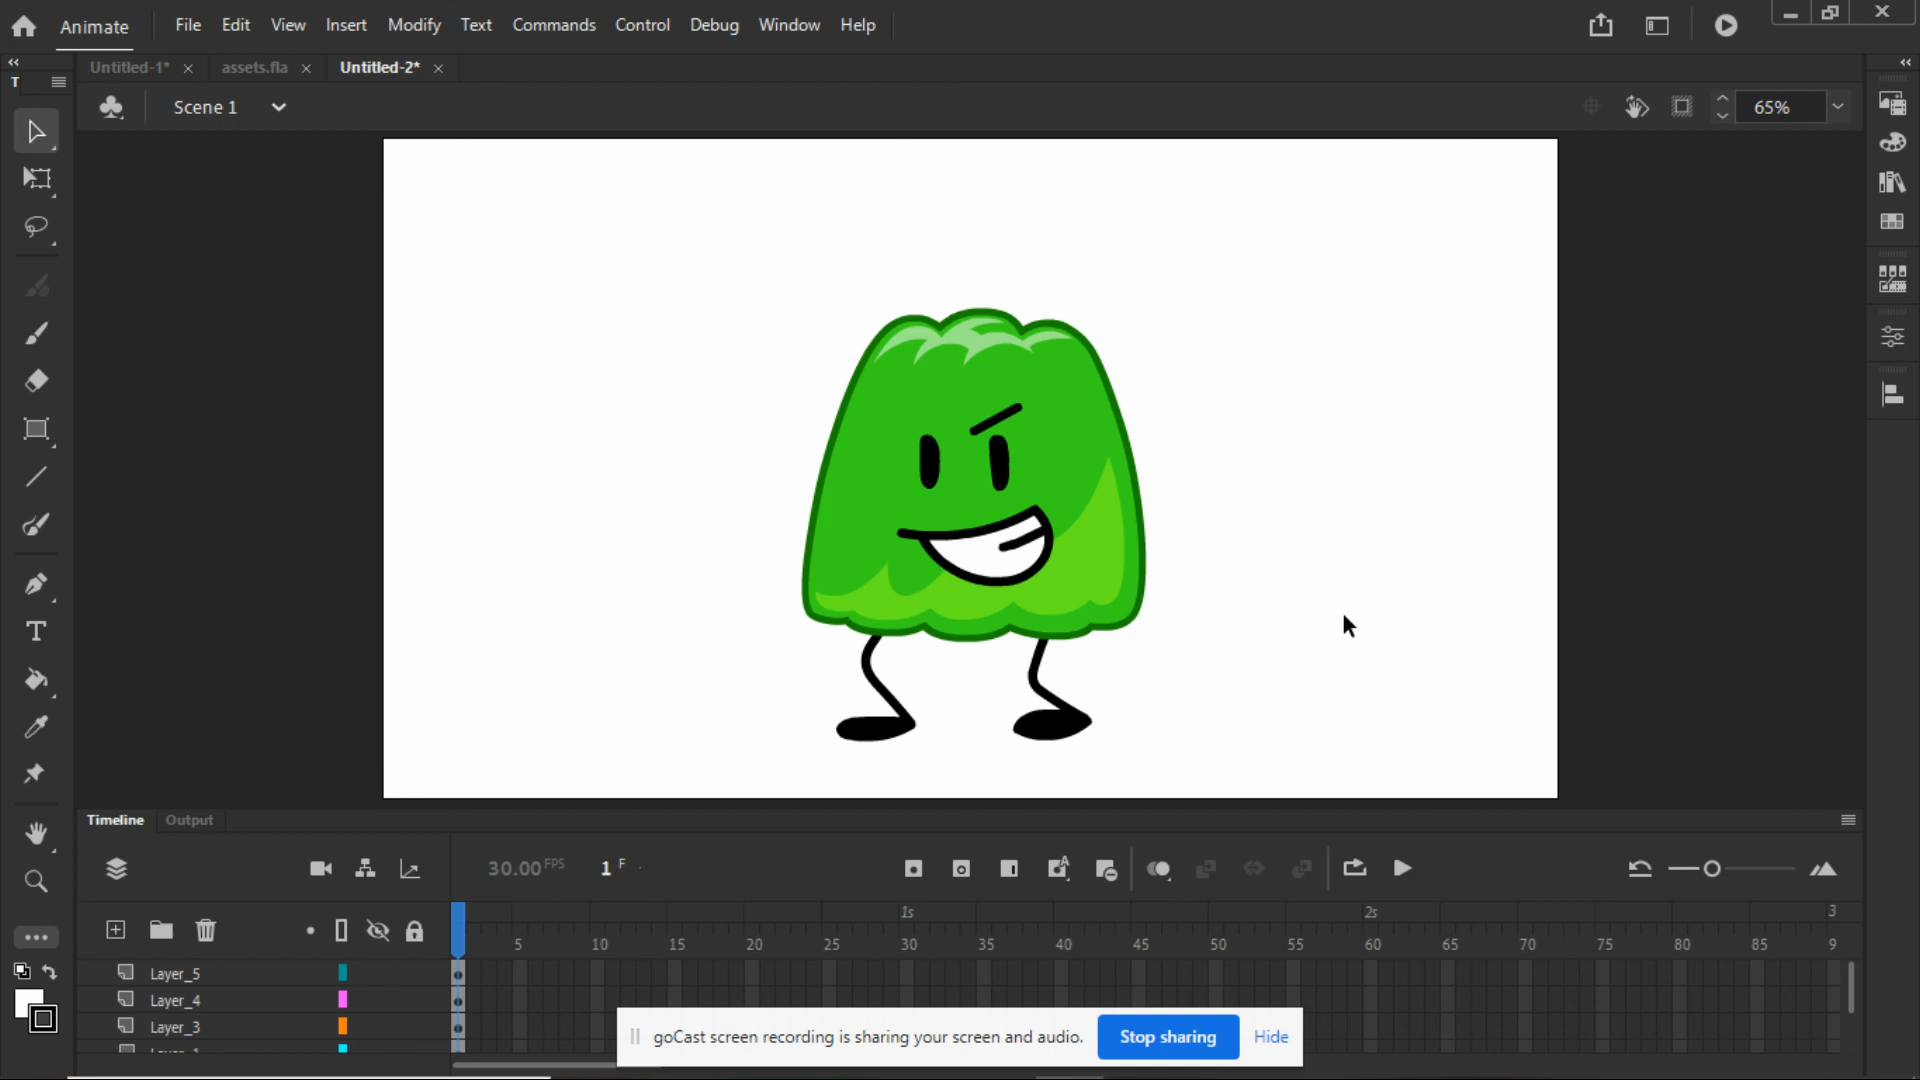 Animate File Edit View Insert Modify Text Commands Control Debug Window Help
Untitled-1* assets.fla Untitled-2*
T
Scene 1 65%
T
Timeline Output
30.00 FPS 1 F
1s 2s 3
5 10 15 20 25 30 35 40 45 50 55 60 65 70 75 80 85 9
Layer_5
Layer_4
Layer_3
goCast screen recording is sharing your screen and audio. Stop sharing Hide